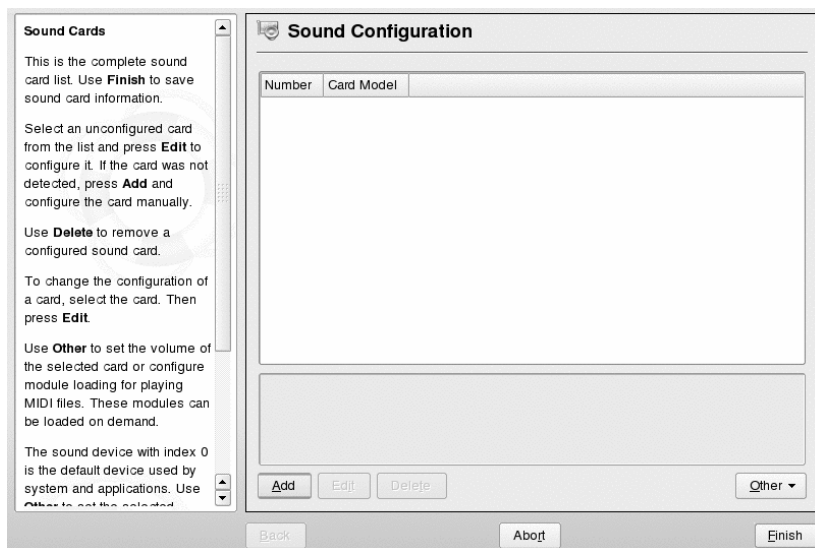 Sound Cards
This is the complete sound
card list. Use Finish to save
sound card information.
Select an unconfigured card
from the list and press Edit to
configure it. If the card was not
detected, press Add and
configure the card manually.
Use Delete to remove a
configured sound card.
To change the configuration of
a card, select the card. Then
press Edit.
Use Other to set the volume of
the selected card or configure
module loading for playing
MIDI files. These modules can
be loaded on demand.
The sound device with index 0
is the default device used by
system and applications. Use
Other to set the selected
Sound Configuration
Number Card Model
Add Edit Delete Other
Back Abort Finish